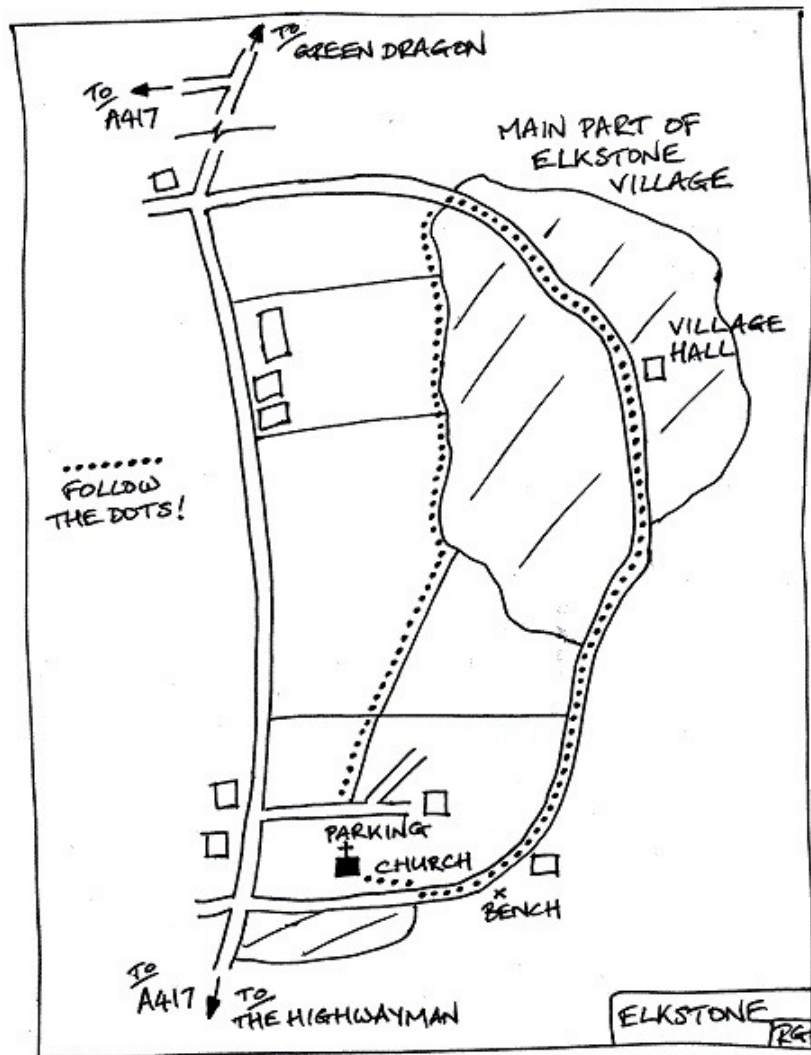 TO
GREEN DRAGON
TO
A417
MAIN PART OF
ELKSTONE
VILLAGE
VILLAGE
HALL
FOLLOW
THE DOTS!
PARKING
CHURCH
BENCH
TO
A417
TO
THE HIGHWAYMAN
ELKSTONE
RG